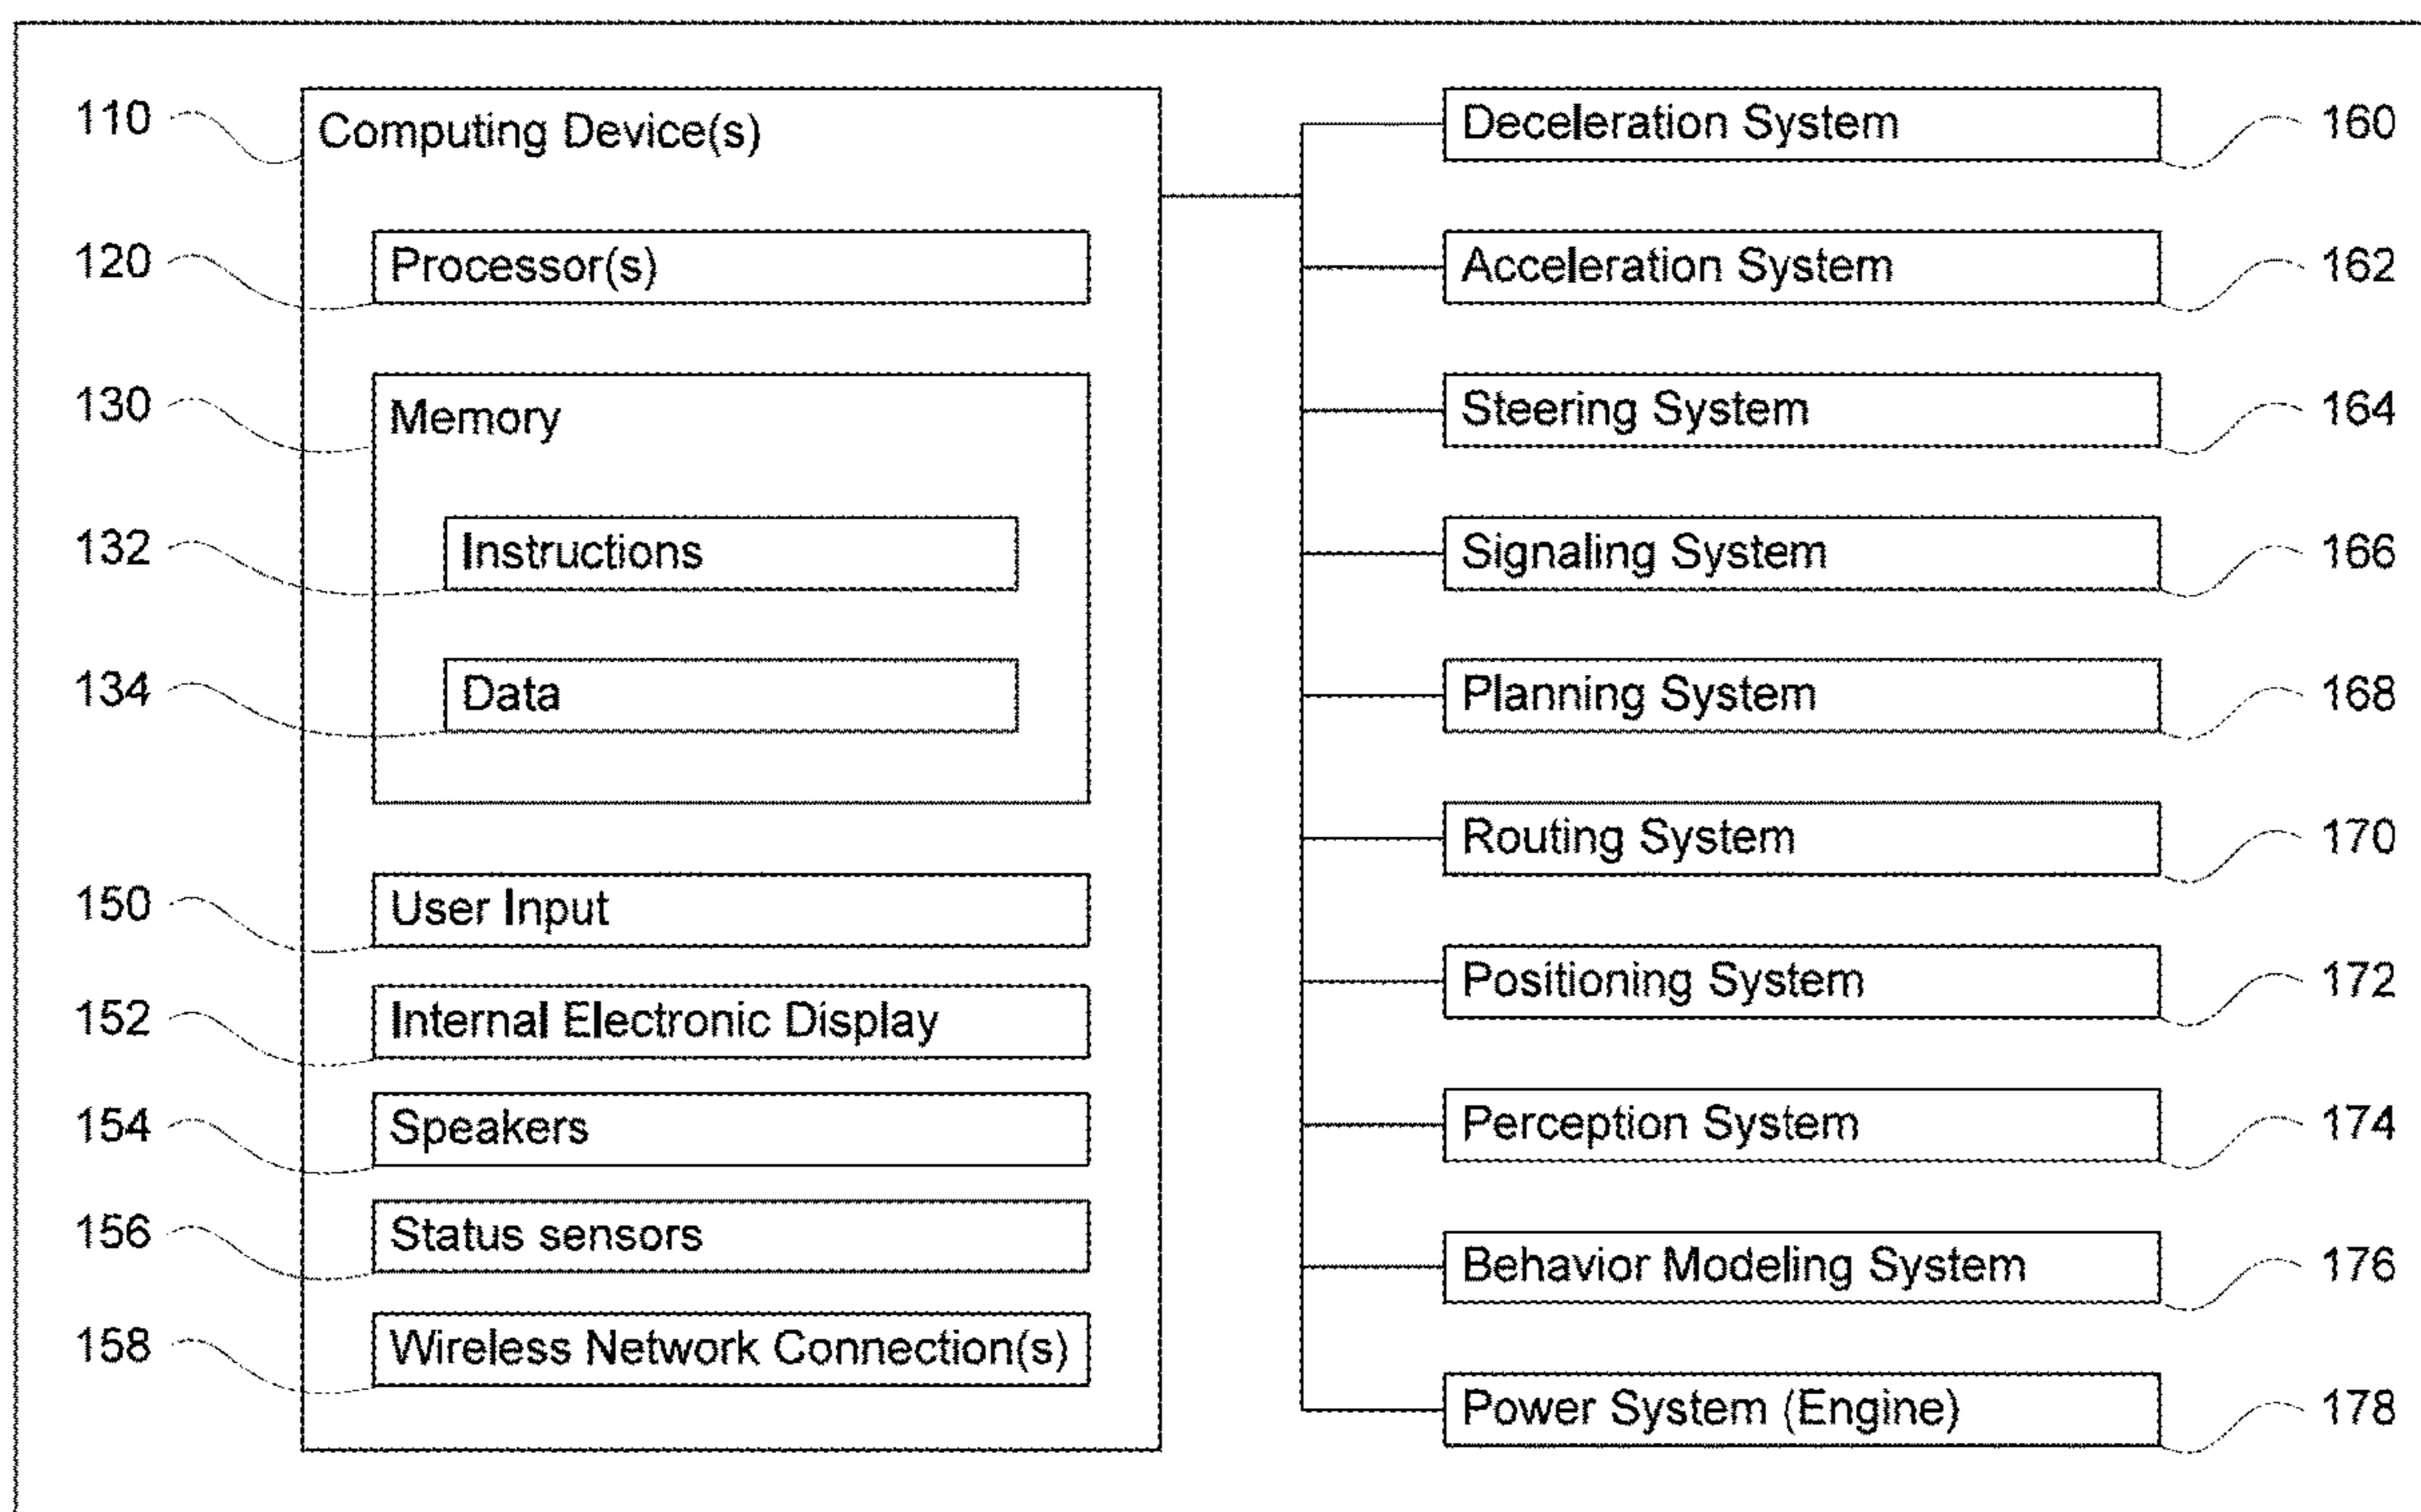 110 Computing Device(s)
120 Processor(s)
130 Memory
132 Instructions
134 Data
150 User Input
152 Internal Electronic Display
154 Speakers
156 Status sensors
158 Wireless Network Connection(s)
Deceleration System 160
Acceleration System 162
Steering System 164
Signaling System 166
Planning System 168
Routing System 170
Positioning System 172
Perception System 174
Behavior Modeling System 176
Power System (Engine) 178